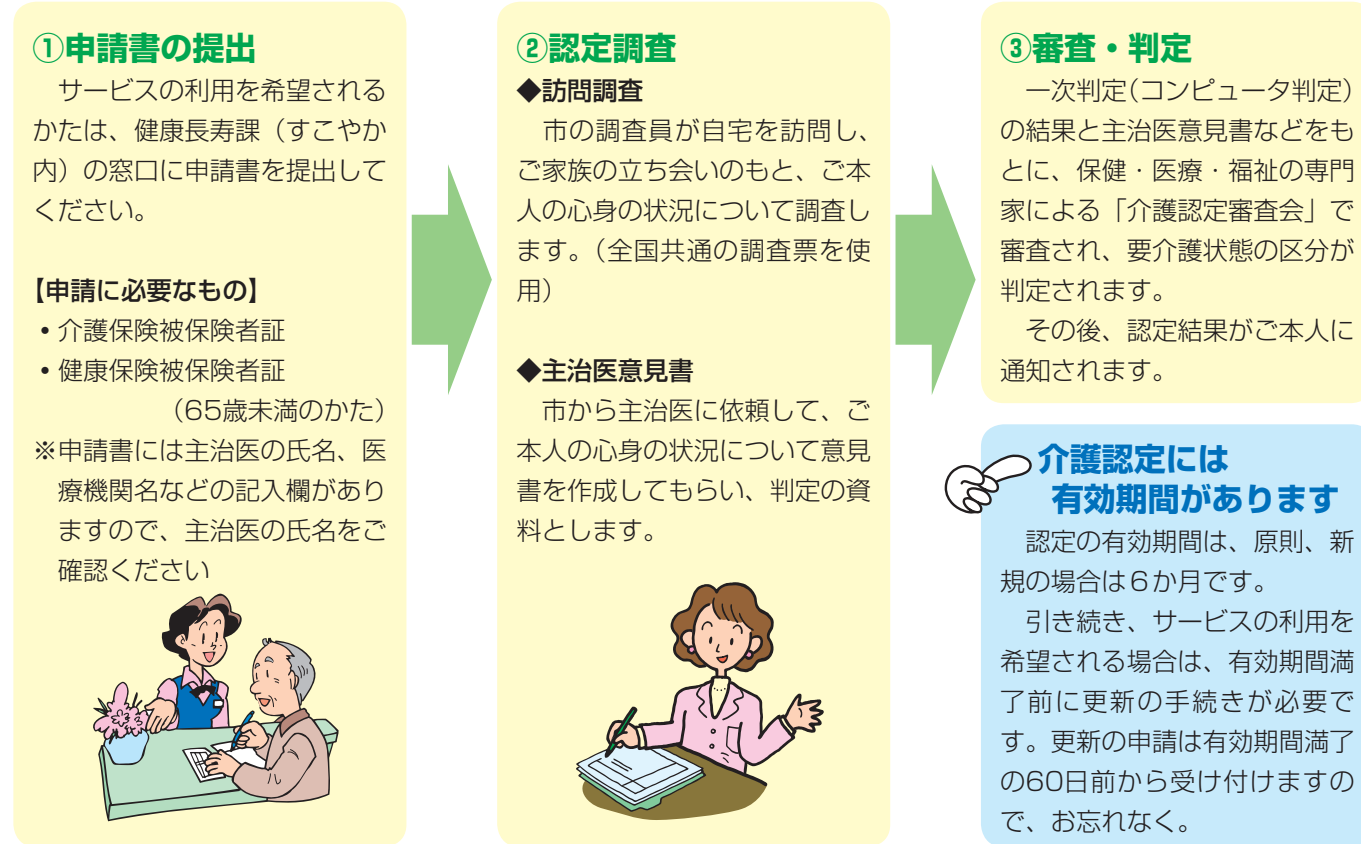 ①申請書の提出
　サービスの利用を希望される
かたは、健康長寿課（すこやか
内）の窓口に申請書を提出して
ください。
【申請に必要なもの】
・介護保険被保険者証
・健康保険被保険者証
（65歳未満のかた）
※申請書には主治医の氏名、医
療機関名などの記入欄があり
ますので、主治医の氏名をご
確認ください
②認定調査
◆訪問調査
　市の調査員が自宅を訪問し、
ご家族の立ち会いのもと、ご本
人の心身の状況について調査し
ます。（全国共通の調査票を使
用）
◆主治医意見書
　市から主治医に依頼して、ご
本人の心身の状況について意見
書を作成してもらい、判定の資
料とします。
③審査・判定
　一次判定（コンピュータ判定）
の結果と主治医意見書などをも
とに、保健・医療・福祉の専門
家による「介護認定審査会」で
審査され、要介護状態の区分が
判定されます。
　その後、認定結果がご本人に
通知されます。
介護認定には
有効期間があります
　認定の有効期間は、原則、新
規の場合は６か月です。
　引き続き、サービスの利用を
希望される場合は、有効期間満
了前に更新の手続きが必要で
す。更新の申請は有効期間満了
の60日前から受け付けますの
で、お忘れなく。